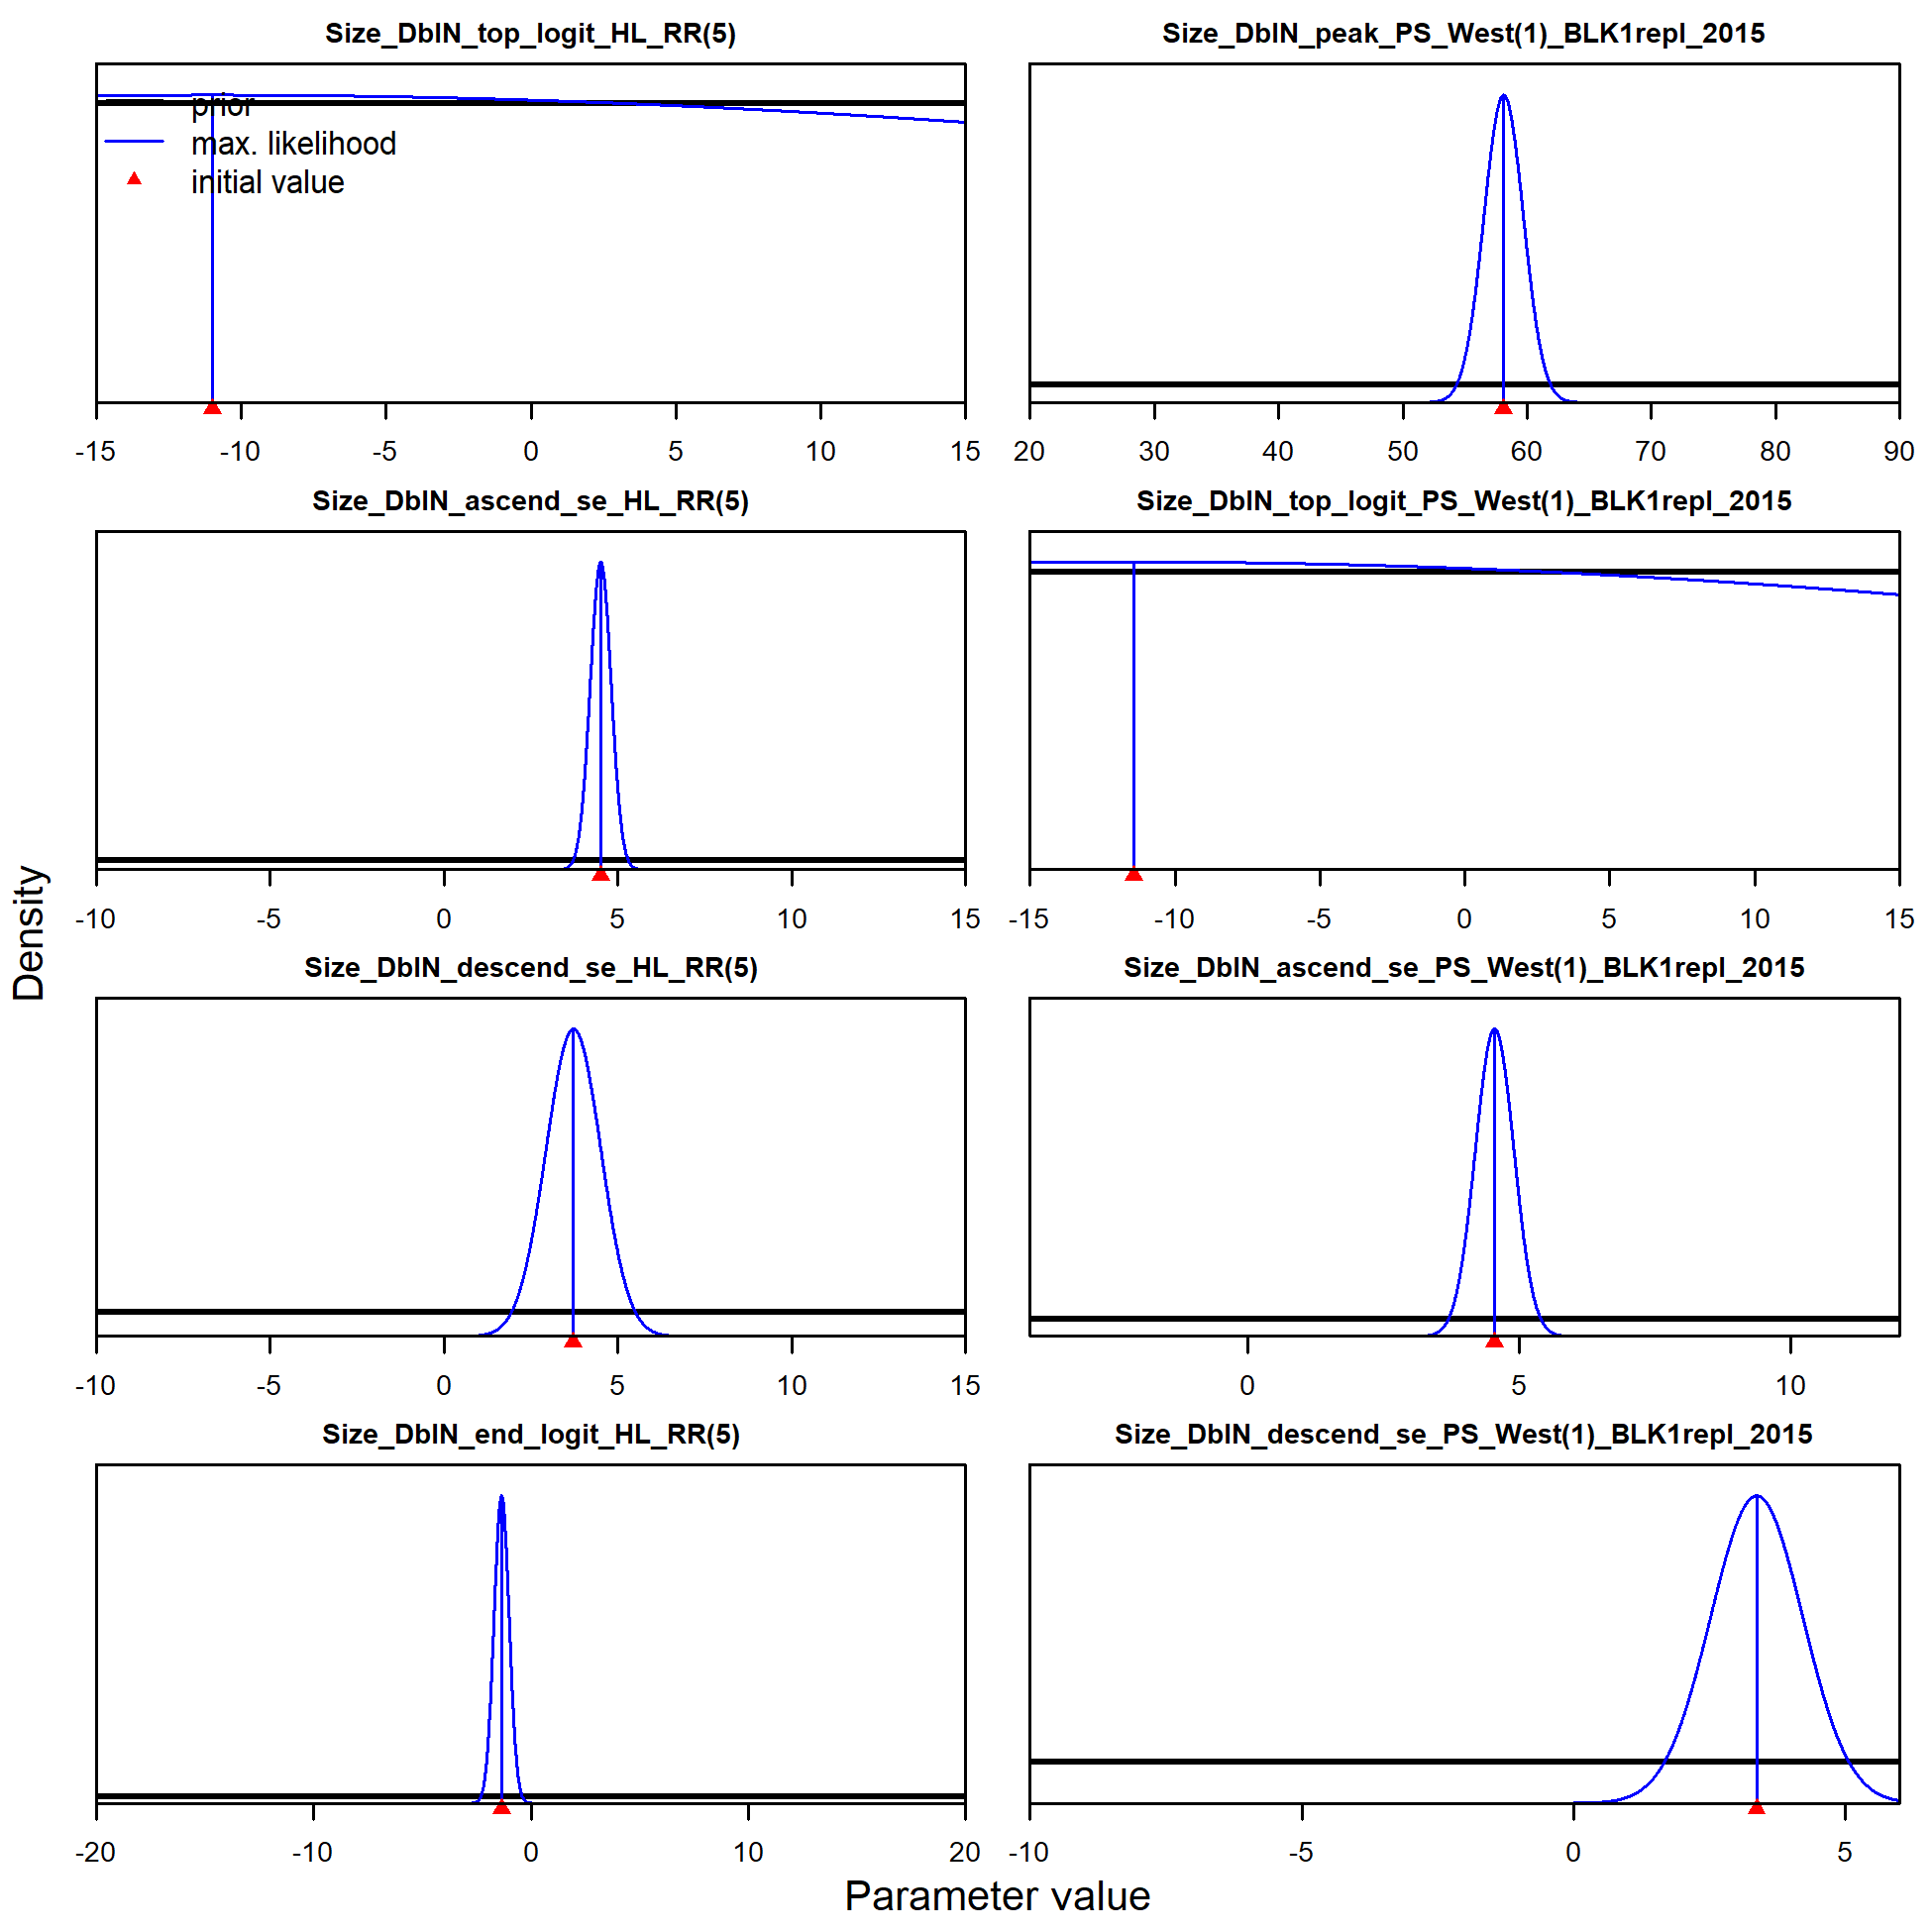 Size_DblN_top_logit_HL_RR(5)
prior
max. likelihood
initial value
-15 -10 -5 0 5 10 15
Size_DblN_peak_PS_West(1)_BLK1repl_2015
20 30 40 50 60 70 80 90
Size_DblN_ascend_se_HL_RR(5)
-10 -5 0 5 10 15
Size_DblN_top_logit_PS_West(1)_BLK1repl_2015
-15 -10 -5 0 5 10 15
Size_DblN_descend_se_HL_RR(5)
-10 -5 0 5 10 15
Size_DblN_ascend_se_PS_West(1)_BLK1repl_2015
0 5 10
Size_DblN_end_logit_HL_RR(5)
-20 -10 0 10 20
Size_DblN_descend_se_PS_West(1)_BLK1repl_2015
-10 -5 0 5
Density
Parameter value